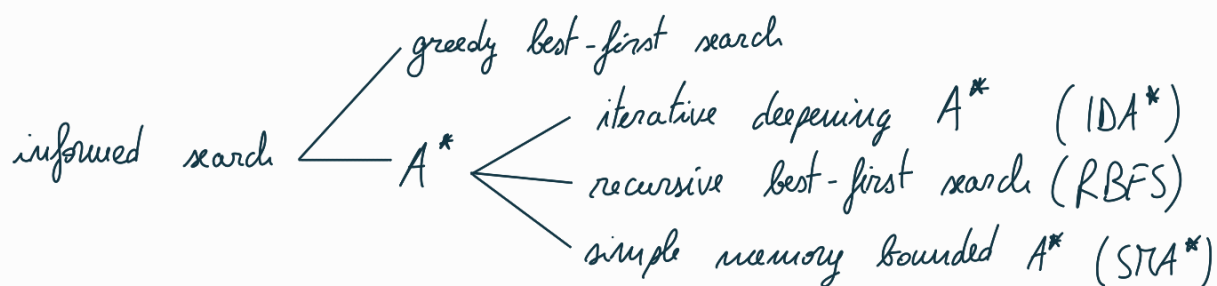 greedy best-first search
iterative deepening A* (IDA*)
informed search
A*
recursive best-first search (RBFS)
simple memory bounded A* (SMA*)